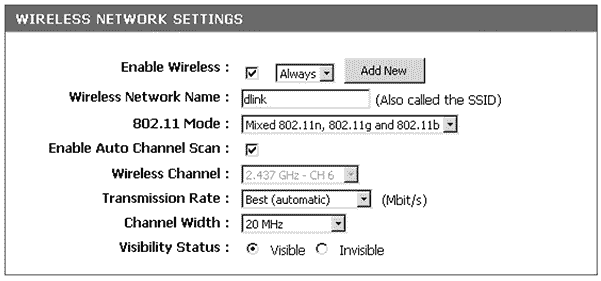 WIRELESS NETWORK SETTINGS
Enable Wireless : Always Add New
Wireless Network Name : dlink (Also called the SSID)
802.11 Mode : Mixed 802.11n, 802.11g and 802.11b
Enable Auto Channel Scan :
Wireless Channel : 2.437 GHz - CH 6
Transmission Rate : Best (automatic) (Mbit/s)
Channel Width : 20 MHz
Visibility Status : Visible Invisible